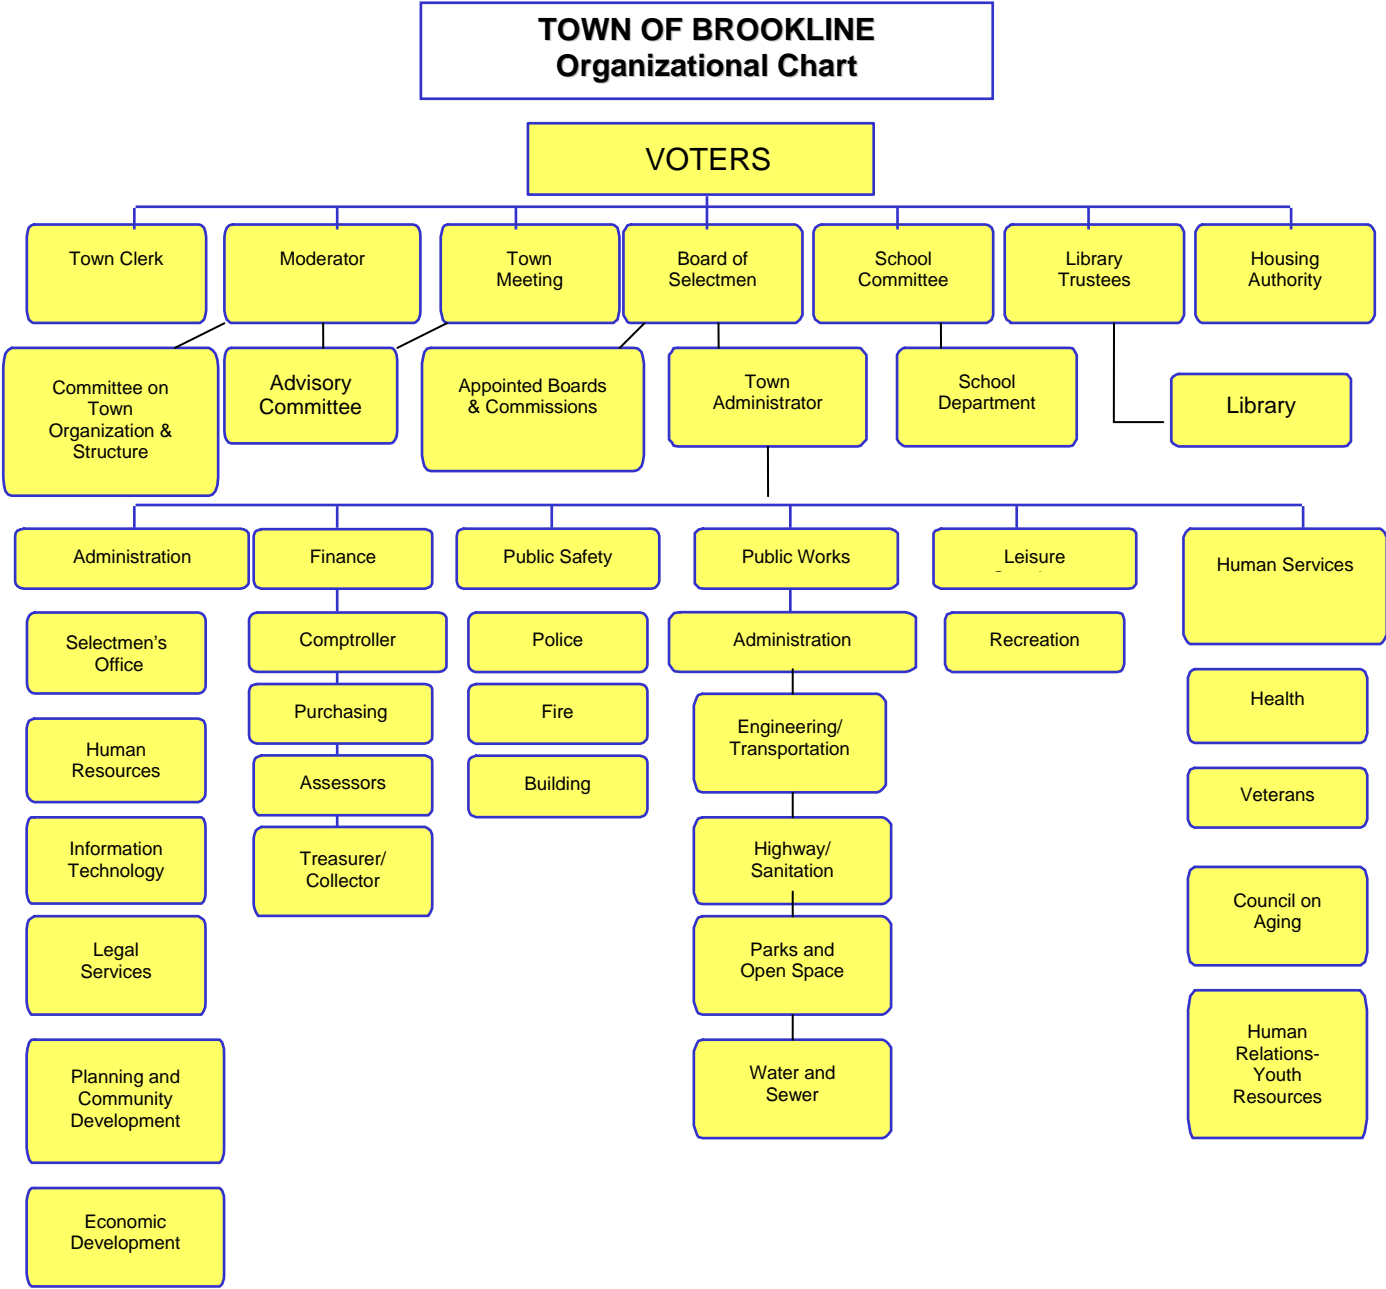 TOWN OF BROOKLINE
Organizational Chart
VOTERS
Town Clerk
Moderator
Town
Meeting
Board of
Selectmen
School
Committee
Library
Trustees
Housing
Authority
Committee on
Town
Organization &
Structure
Advisory
Committee
Appointed Boards
& Commissions
Town
Administrator
School
Department
Library
Administration
Finance
Public Safety
Public Works
Leisure
Human Services
Selectmen’s
Office
Human
Resources
Information
Technology
Legal
Services
Planning and
Community
Development
Economic
Development
Comptroller
Purchasing
Assessors
Treasurer/
Collector
Police
Fire
Building
Administration
Engineering/
Transportation
Highway/
Sanitation
Parks and
Open Space
Water and
Sewer
Recreation
Health
Veterans
Council on
Aging
Human
Relations-
Youth
Resources